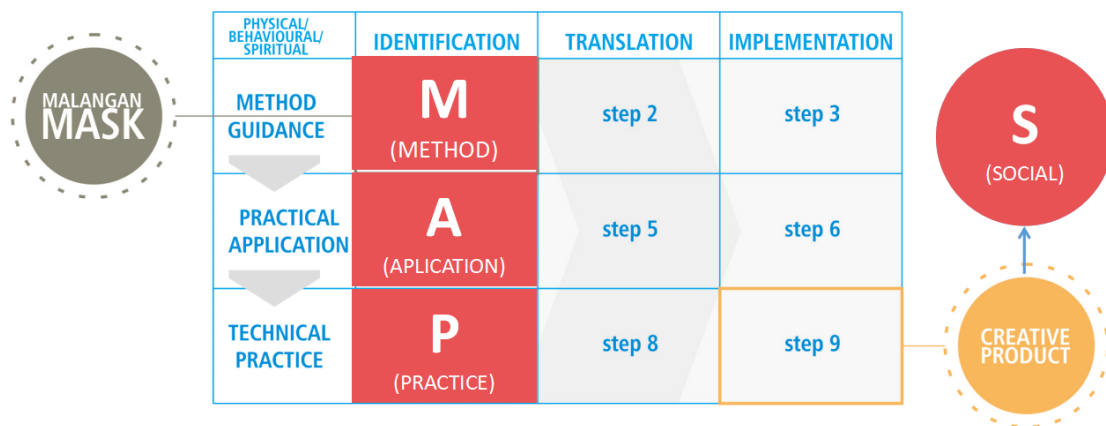 PHYSICAL/
BEHAVIOURAL/
SPIRITUAL
IDENTIFICATION
TRANSLATION
IMPLEMENTATION
MALANGAN
MASK
METHOD
GUIDANCE
M
(METHOD)
step 2
step 3
S
(SOCIAL)
PRACTICAL
APPLICATION
A
(APLICATION)
step 5
step 6
TECHNICAL
PRACTICE
P
(PRACTICE)
step 8
step 9
CREATIVE
PRODUCT